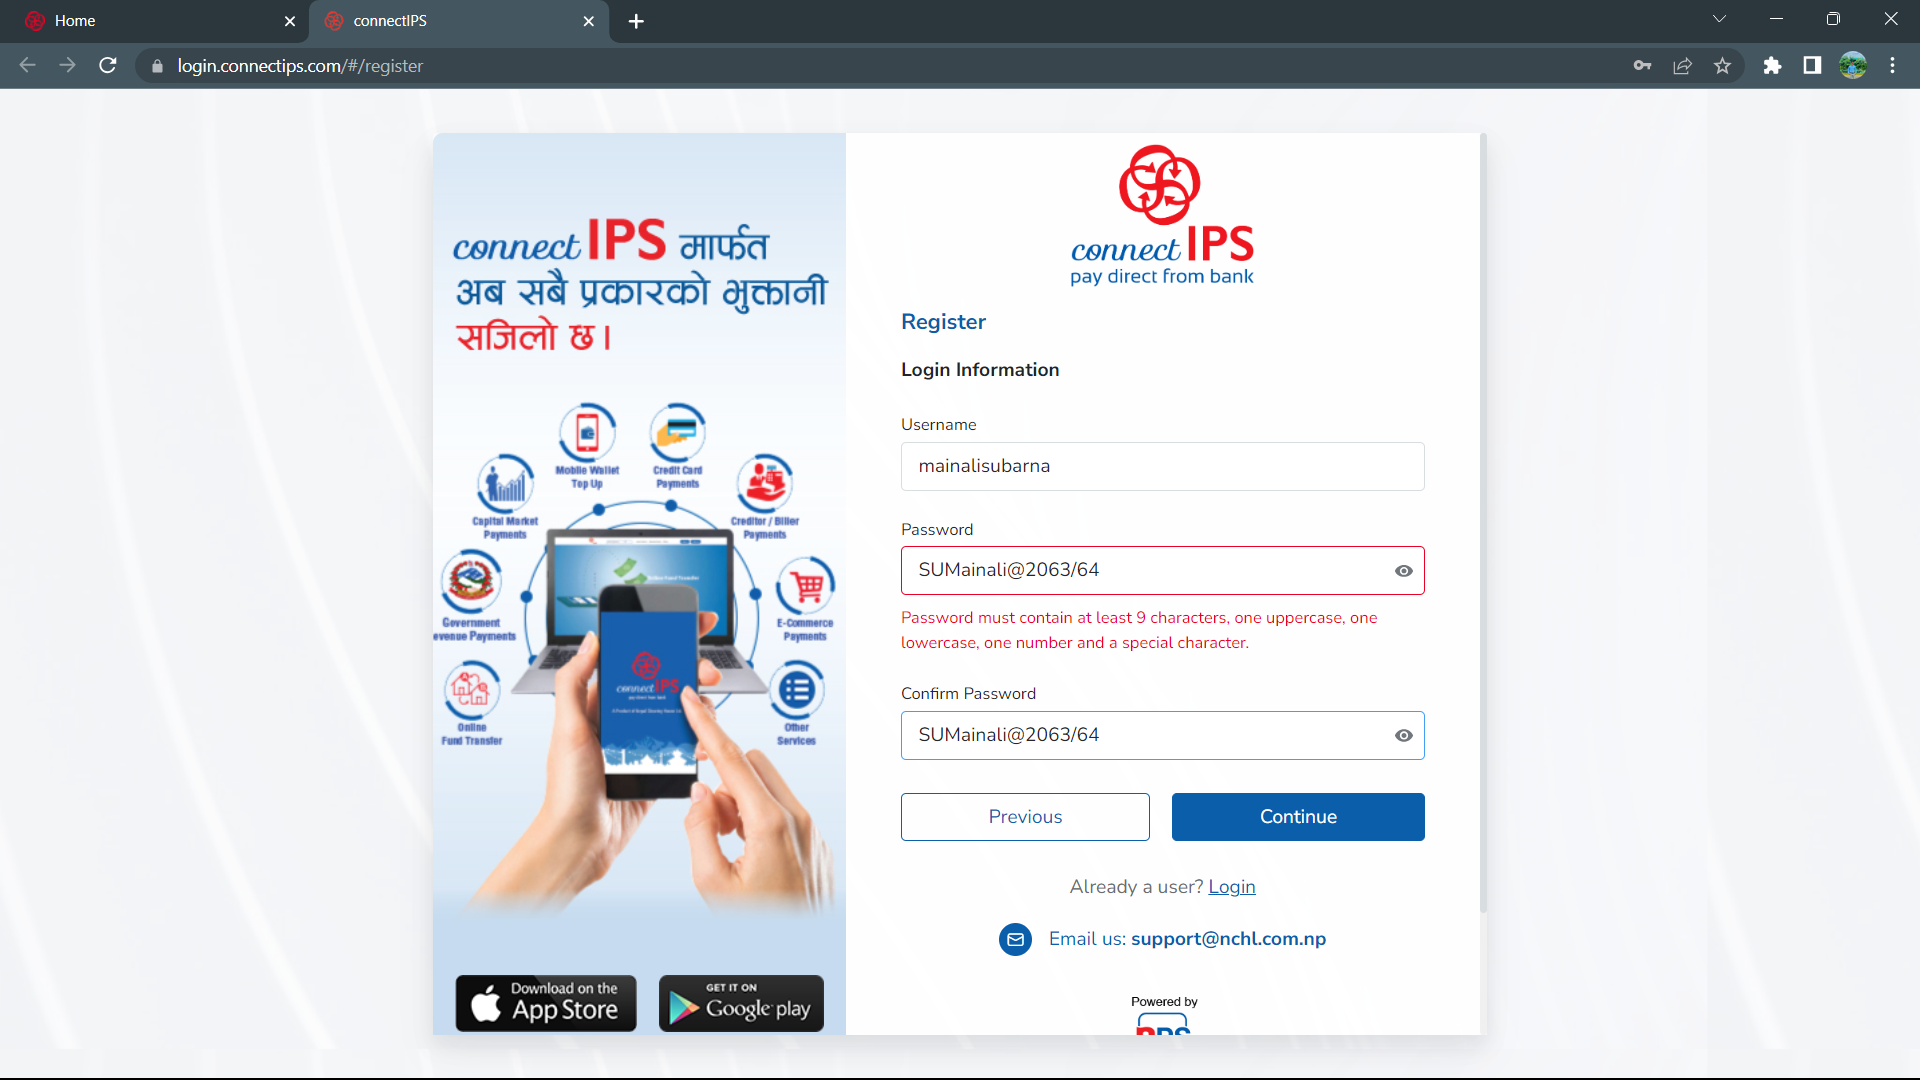 Home
connectIPS
login.connectips.com/#/register
connect IPS मार्फत
अब सबै प्रकारको भुक्तानी
सजिलो छ।
Mobile Wallet
Top Up
Credit Card
Payments
Capital Market
Payments
Creditor / Biller
Payments
Government
evenue Payments
E-Commerce
Payments
Online
Fund Transfer
Other
Services
connectIPS
Download on the
App Store
GET IT ON
Google play
connect IPS
pay direct from bank
Register
Login Information
Username
mainalisubarna
Password
SUMainali@2063/64
Password must contain at least 9 characters, one uppercase, one
lowercase, one number and a special character.
Confirm Password
SUMainali@2063/64
Previous
Continue
Already a user? Login
Email us: support@nchl.com.np
Powered by